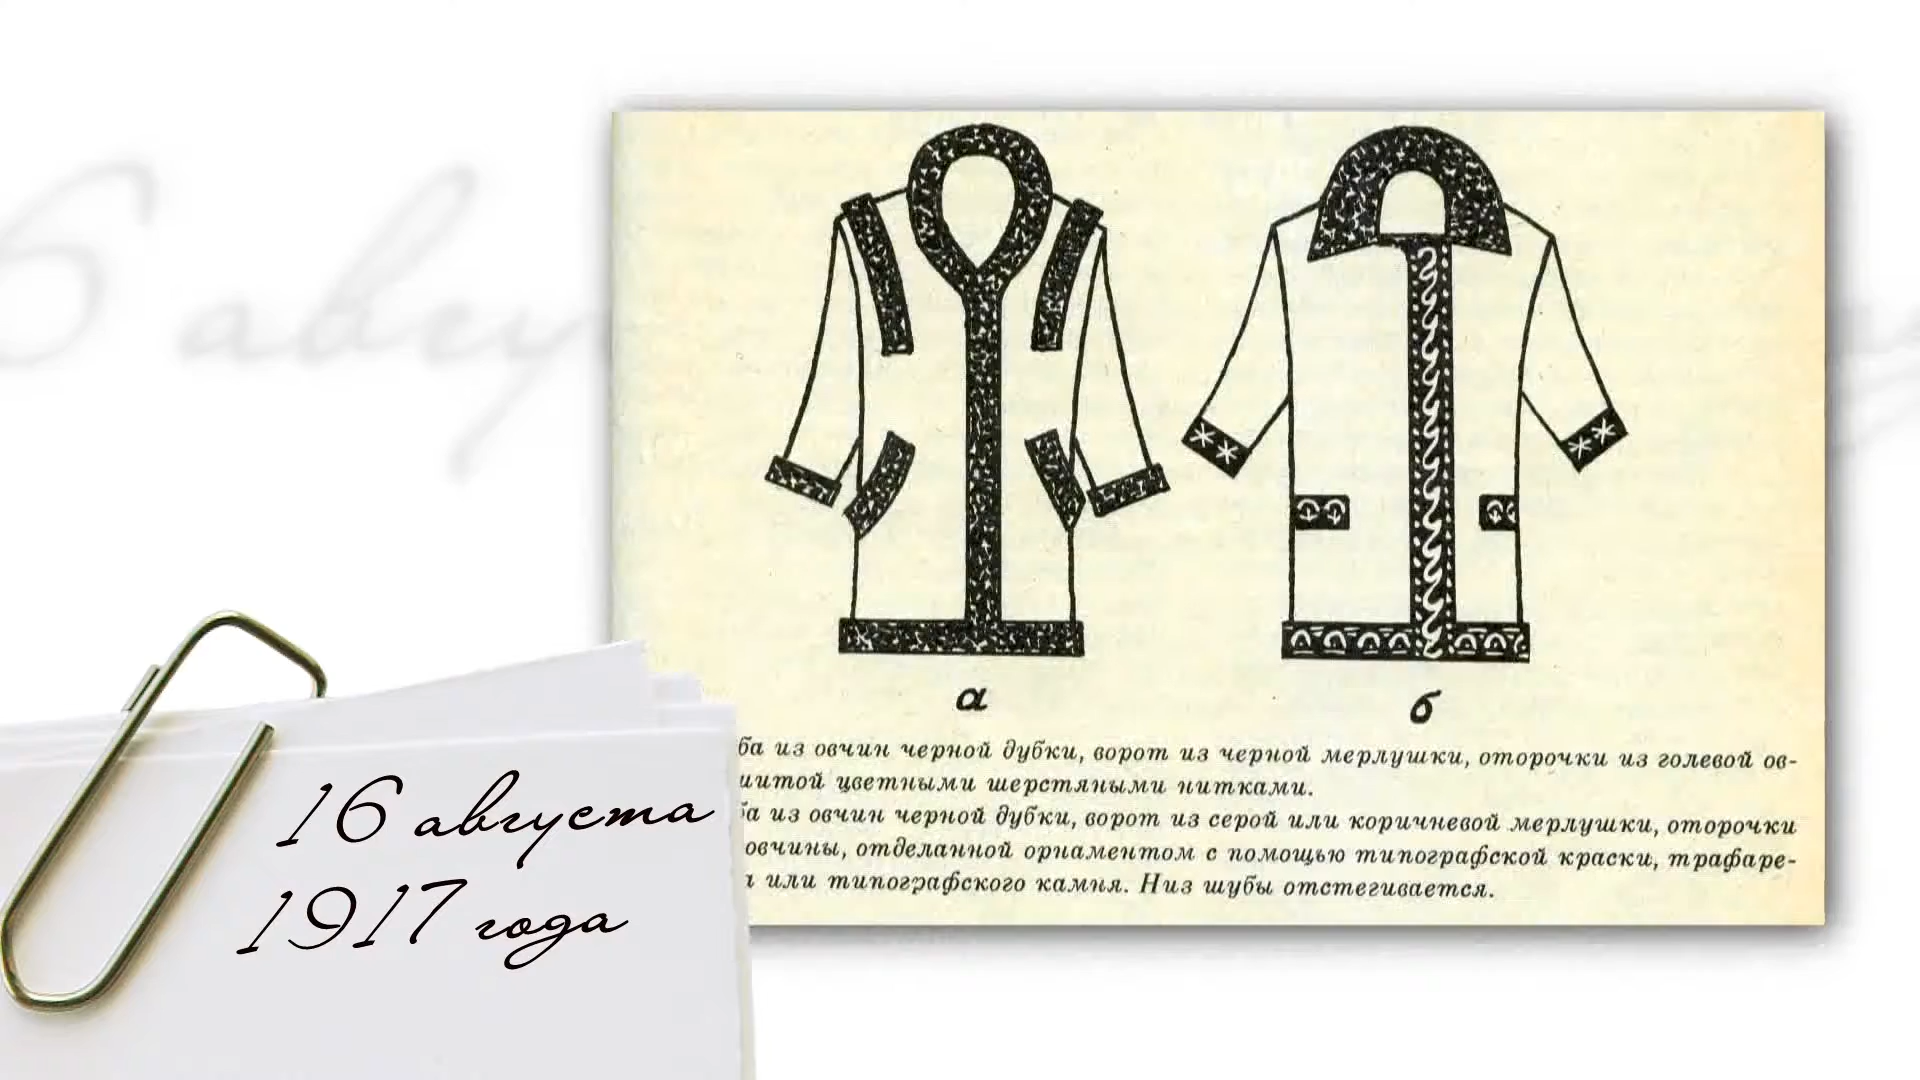 а
б
ба из овчин черной дубки, ворот из черной мерлушки, оторочки из голевой ов-
шитой цветными шерстяными нитками.
ба из овчин черной дубки, ворот из серой или коричневой мерлушки, оторочки
овчины, отделанной орнаментом с помощью типографской краски, трафаре-
или типографского камня. Низ шубы отстегивается.
16 августа
1917 года